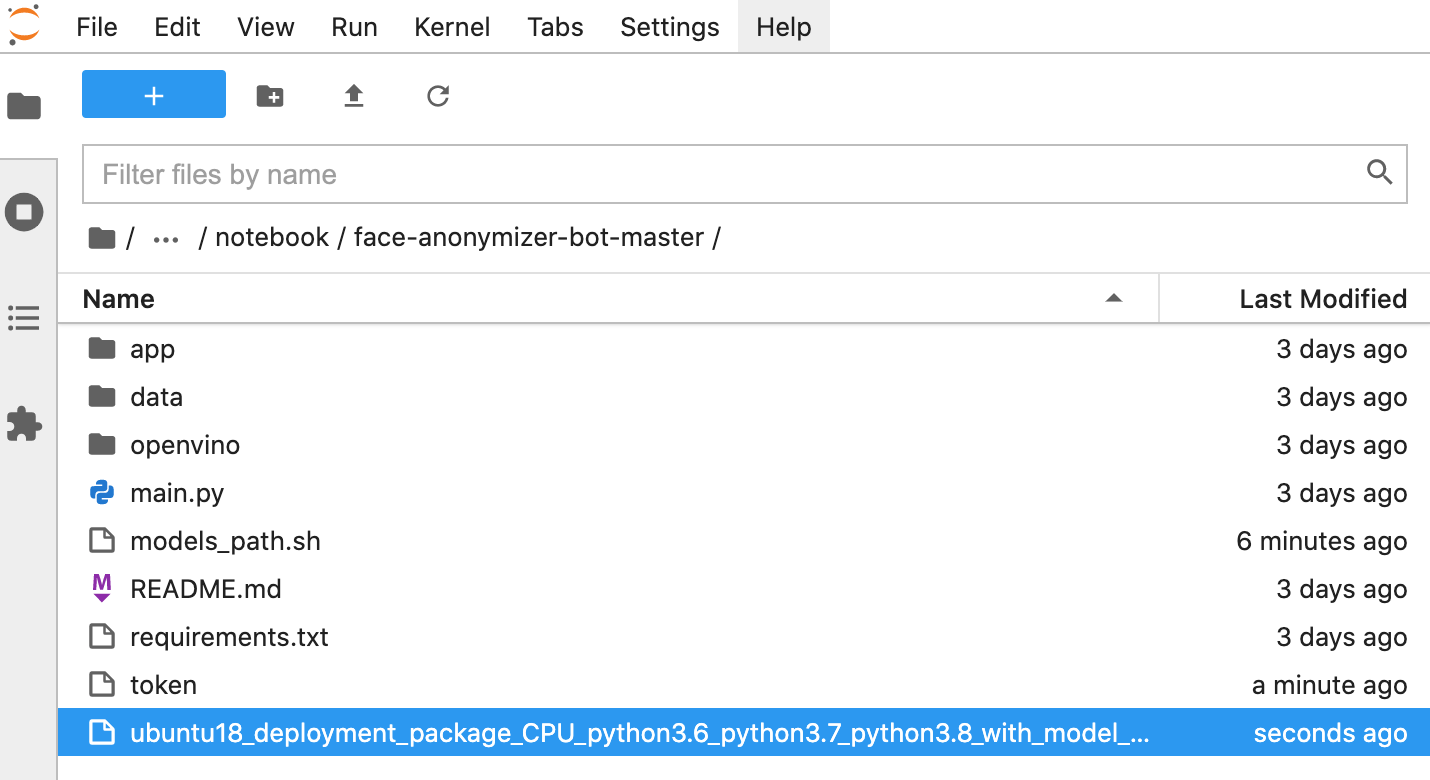 File Edit View Run Kernel Tabs Settings Help
+
Filter files by name
/ ... / notebook / face-anonymizer-bot-master /
Name Last Modified
app 3 days ago
data 3 days ago
openvino 3 days ago
main.py 3 days ago
models_path.sh 6 minutes ago
M README.md 3 days ago
requirements.txt 3 days ago
token a minute ago
ubuntu18_deployment_package_CPU_python3.6_python3.7_python3.8_with_model_... seconds ago